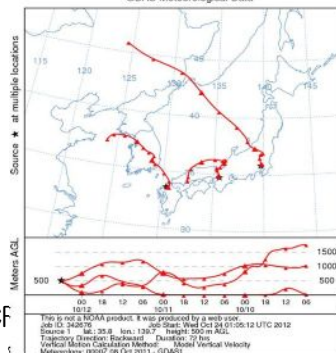 115
120
125
130
135
140
145
45
40
30
Source ★ at multiple locations
Meters AGL
1500
1000
500
500
00 18 12 06 00 18 12 06 00 18 12 06
10/12 10/11 10/10
This is not a NOAA product. It was produced by a web user.
Job ID: 342676 Job Start: Wed Oct 24 01:05:12 UTC 2012
Source 1 lat.: 35.8 lon.: 139.7 height: 500 m AGL
Trajectory Direction: Backward Duration: 72 hrs
Vertical Motion Calculation Method: Model Vertical Velocity